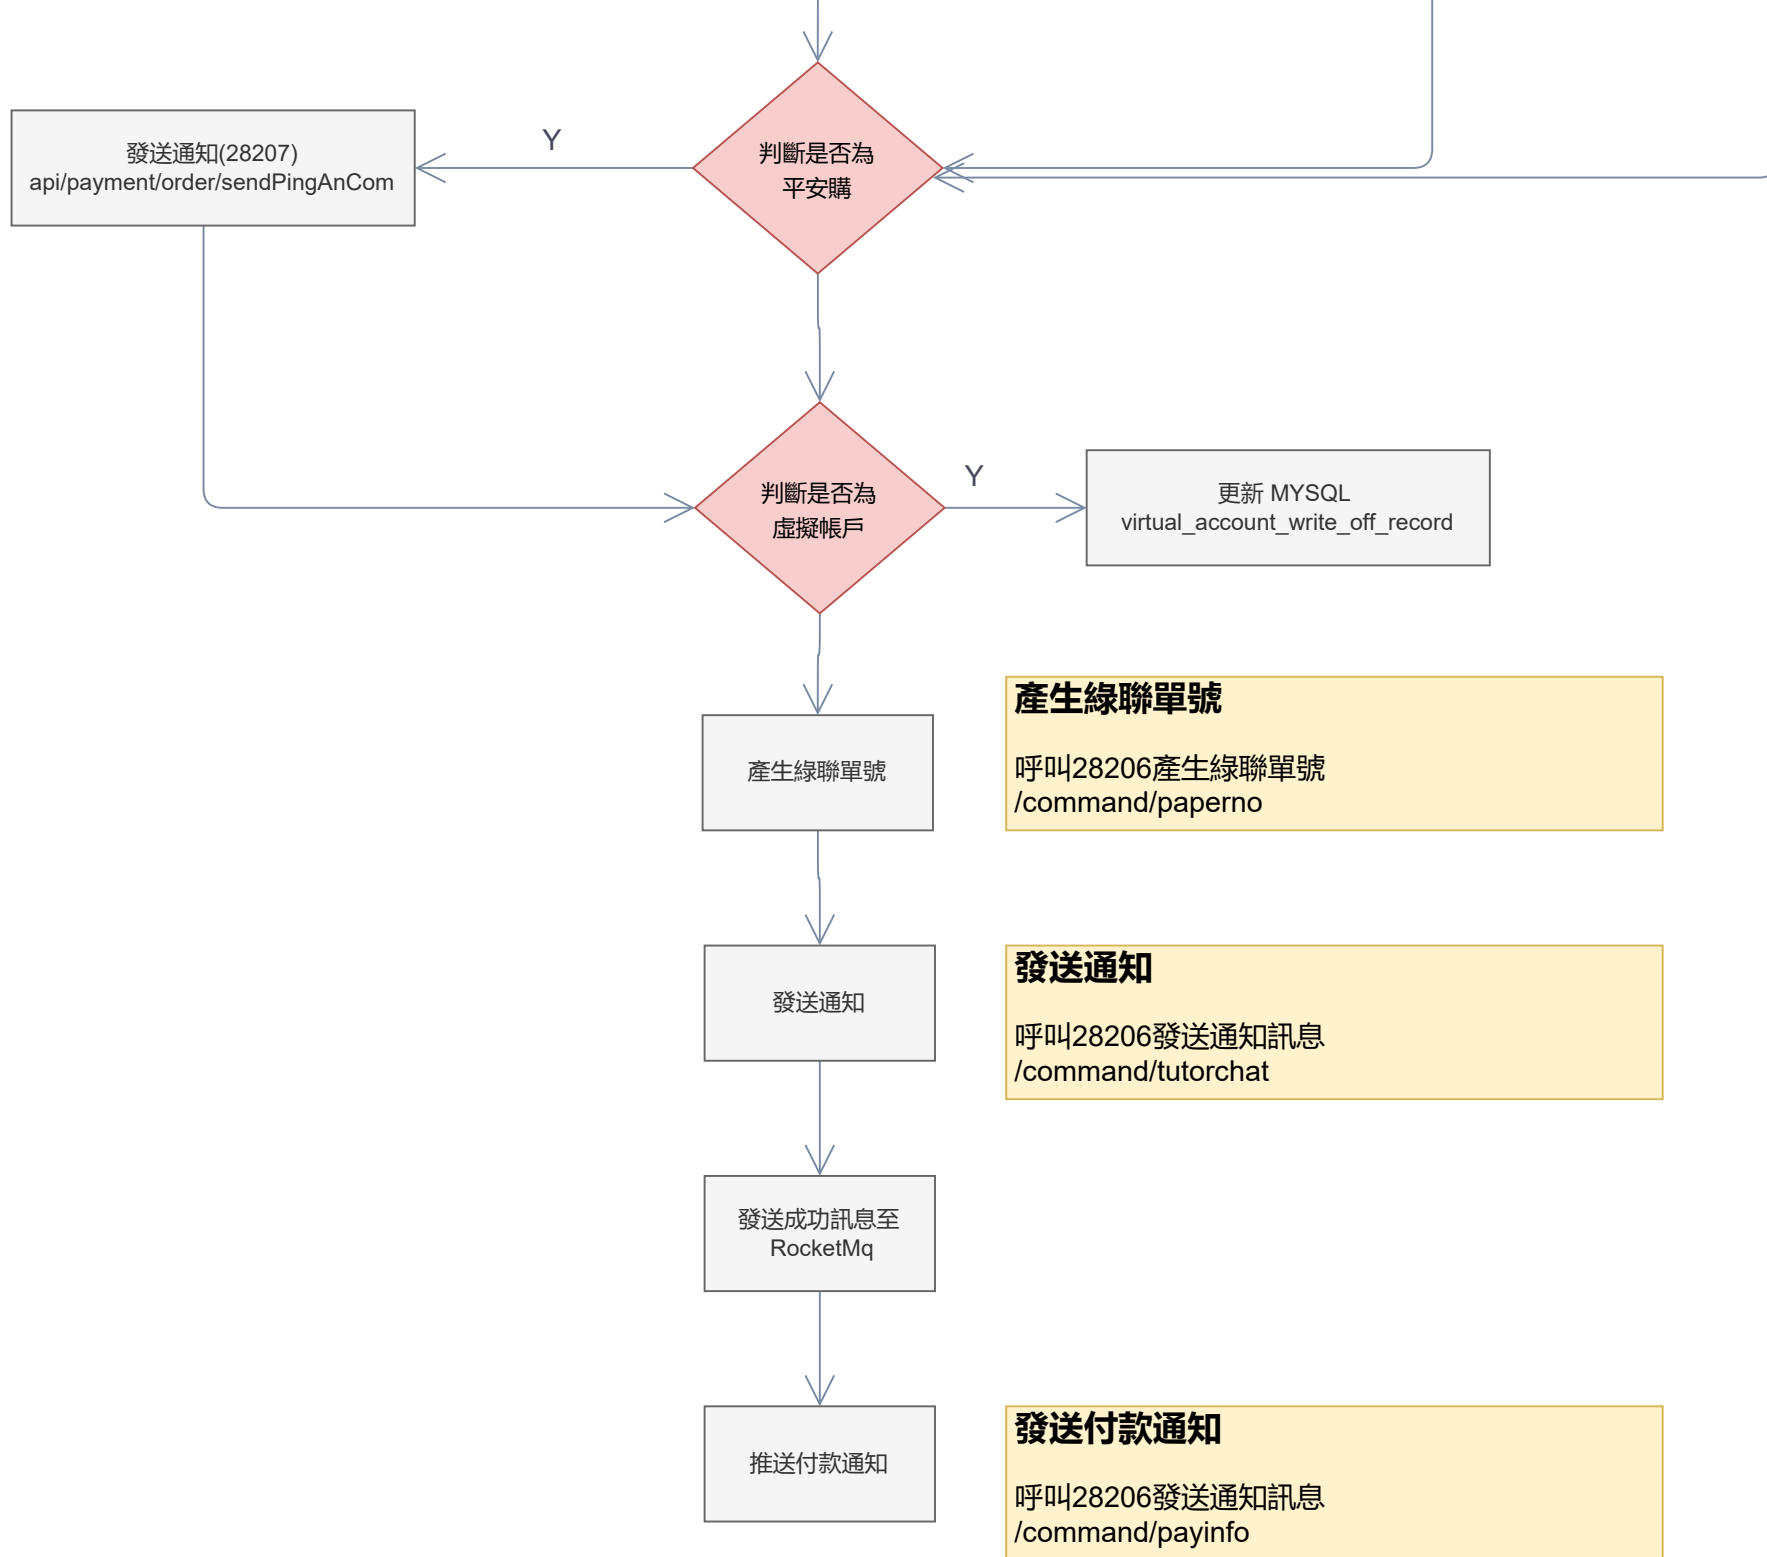 判斷是否為
平安購
Y
發送通知(28207)
api/payment/order/sendPingAnCom
判斷是否為
虛擬帳戶
Y
更新 MYSQL
virtual_account_write_off_record
產生綠聯單號
產生綠聯單號
呼叫28206產生綠聯單號
/command/paperno
發送通知
發送通知
呼叫28206發送通知訊息
/command/tutorchat
發送成功訊息至
RocketMq
推送付款通知
發送付款通知
呼叫28206發送通知訊息
/command/payinfo